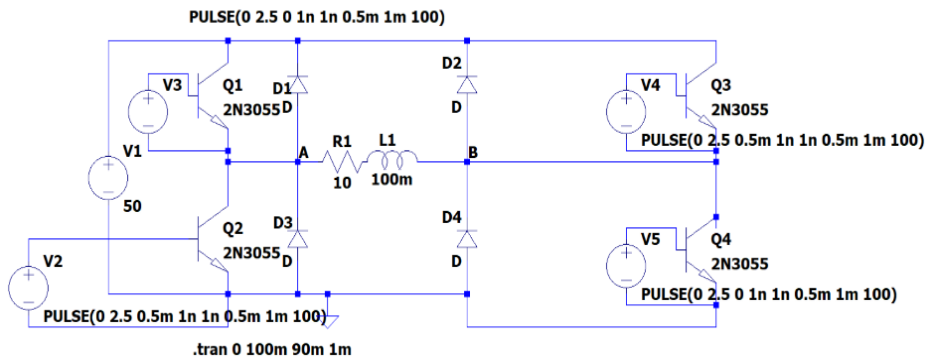 PULSE(0 2.5 0 1n 1n 0.5m 1m 100)
V3
Q1
2N3055
D1
D
D2
D
V4
Q3
2N3055
PULSE(0 2.5 0.5m 1n 1n 0.5m 1m 100)
V1
50
A
R1
10
L1
100m
B
Q2
2N3055
D3
D
D4
D
V5
Q4
2N3055
PULSE(0 2.5 0 1n 1n 0.5m 1m 100)
V2
PULSE(0 2.5 0.5m 1n 1n 0.5m 1m 100)
.tran 0 100m 90m 1m